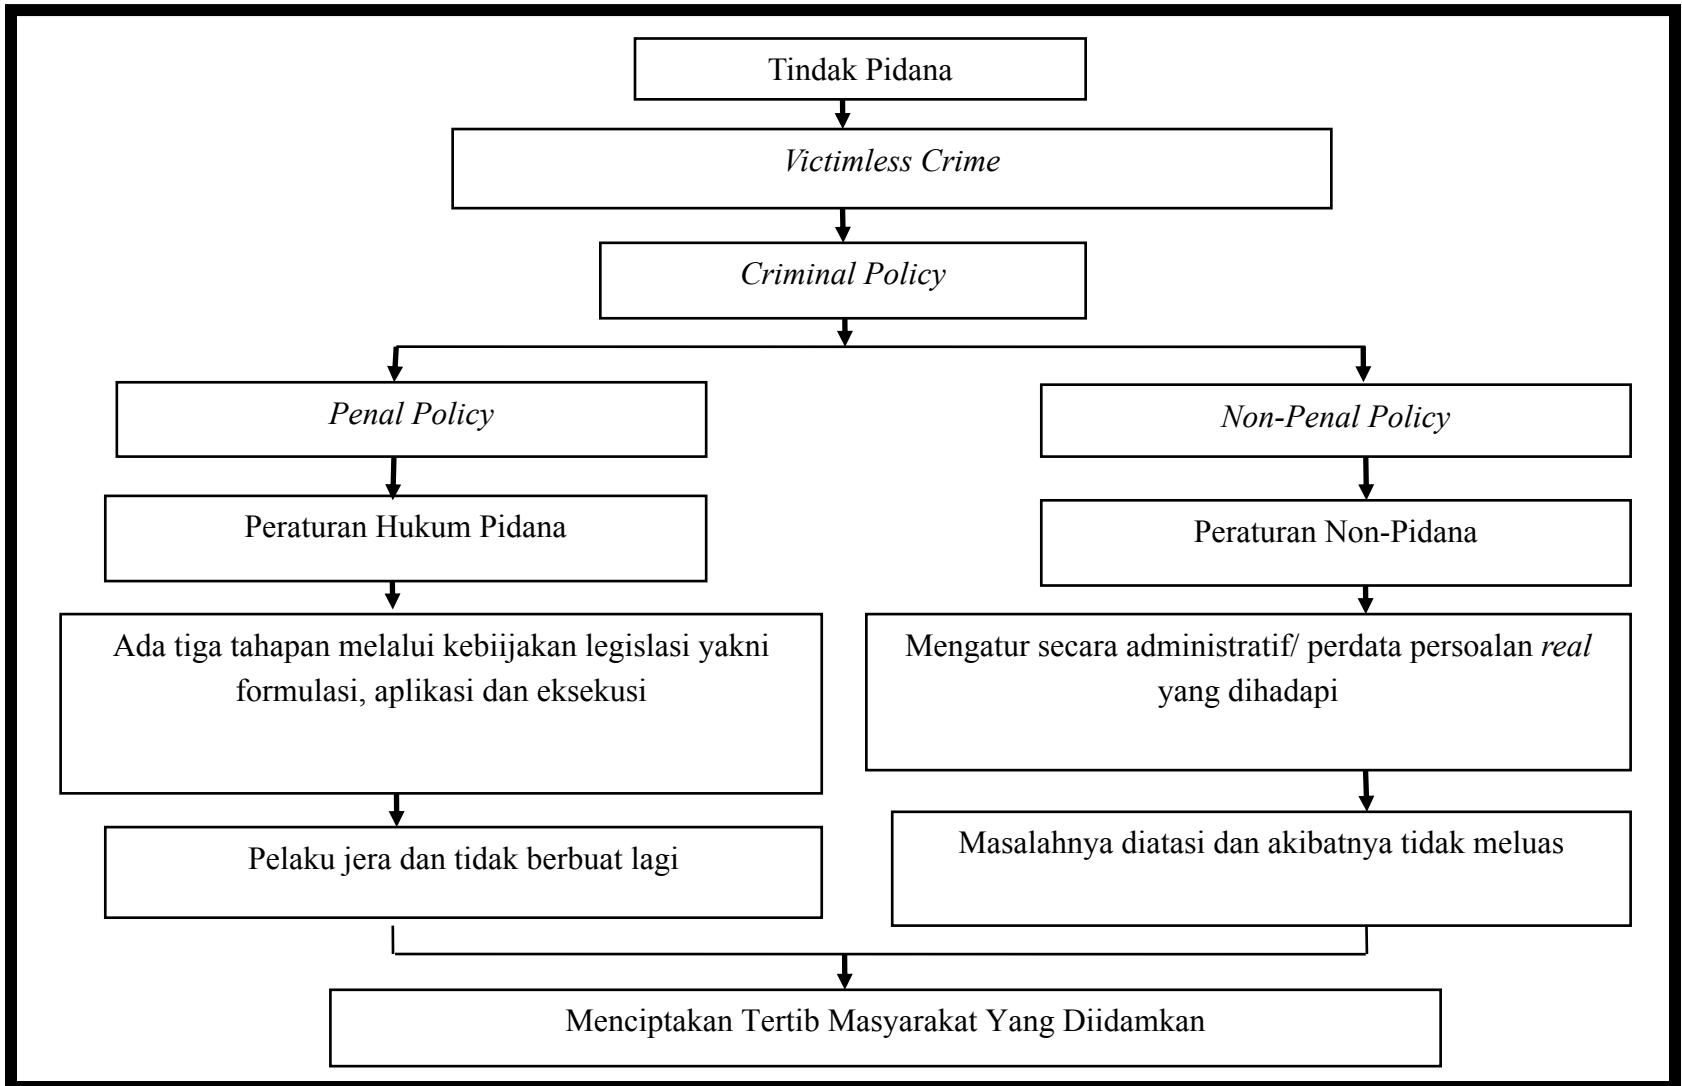 Tindak Pidana
Victimless Crime
Criminal Policy
Penal Policy
Non-Penal Policy
Peraturan Hukum Pidana
Peraturan Non-Pidana
Ada tiga tahapan melalui kebiijakan legislasi yakni
formulasi, aplikasi dan eksekusi
Mengatur secara administratif/ perdata persoalan real
yang dihadapi
Pelaku jera dan tidak berbuat lagi
Masalahnya diatasi dan akibatnya tidak meluas
Menciptakan Tertib Masyarakat Yang Diidamkan